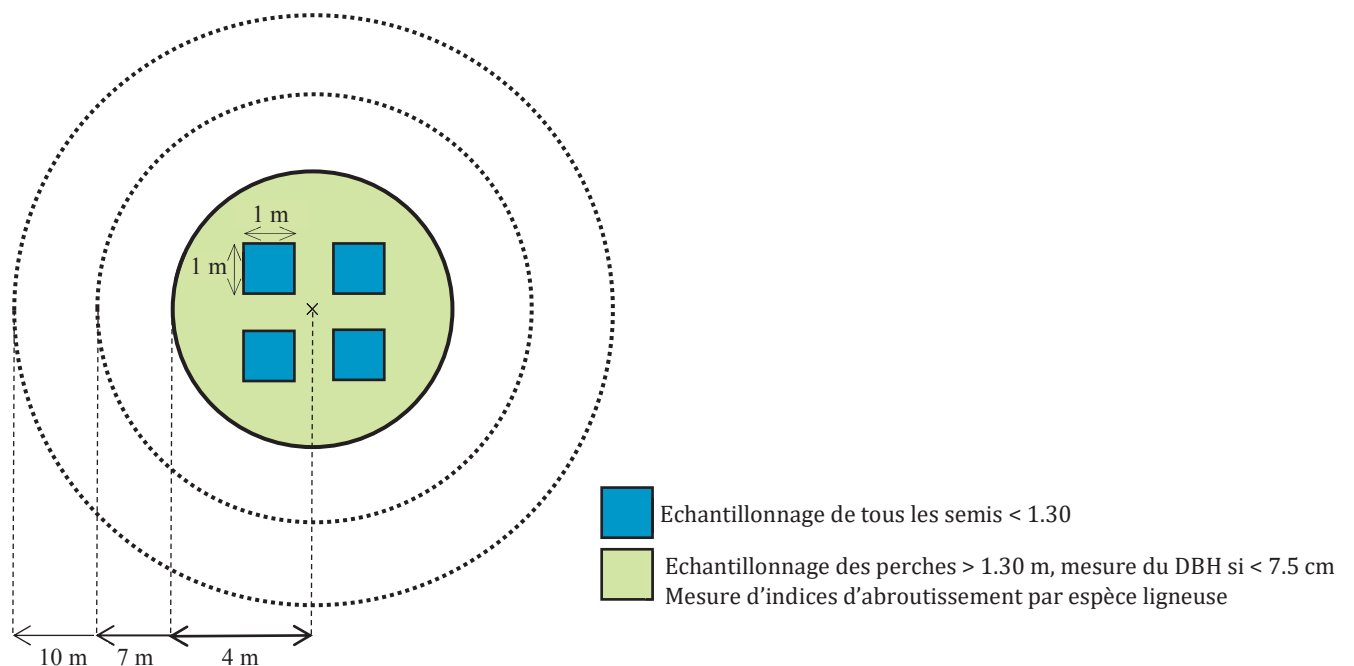 1 m
1 m
Echantillonnage de tous les semis < 1.30
Echantillonnage des perches > 1.30 m, mesure du DBH si < 7.5 cm
Mesure d'indices d'abroutissement par espèce ligneuse
10 m
7 m
4 m